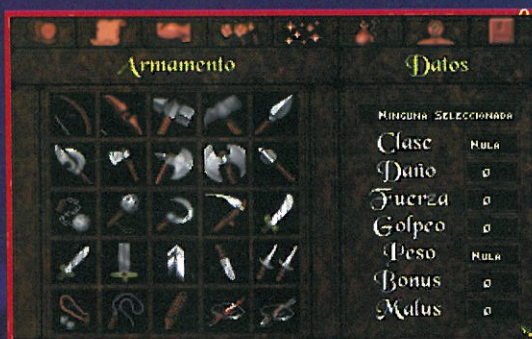 Armamento
Datos
Ninguna Seleccionada
Clase Nula
Daño 0
Fuerza 0
Golpeo 0
Peso Nula
Bonus 0
Malus 0